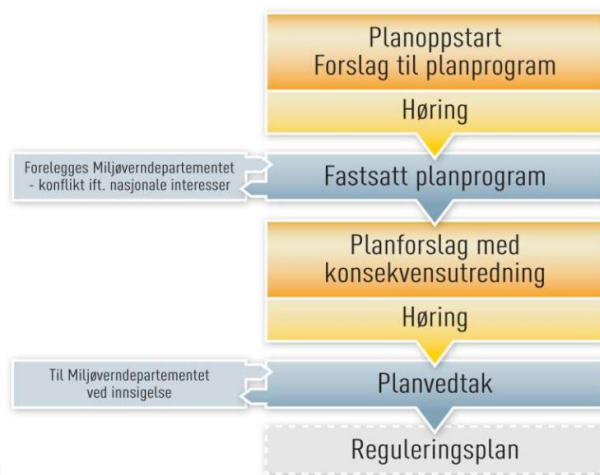 Planoppstart
Forslag til planprogram
Høring
Forelegges Miljøverndepartementet
- konflikt ift. nasjonale interesser
Fastsatt planprogram
Planforslag med
konsekvensutredning
Høring
Til Miljøverndepartementet
ved innsigelse
Planvedtak
Reguleringsplan